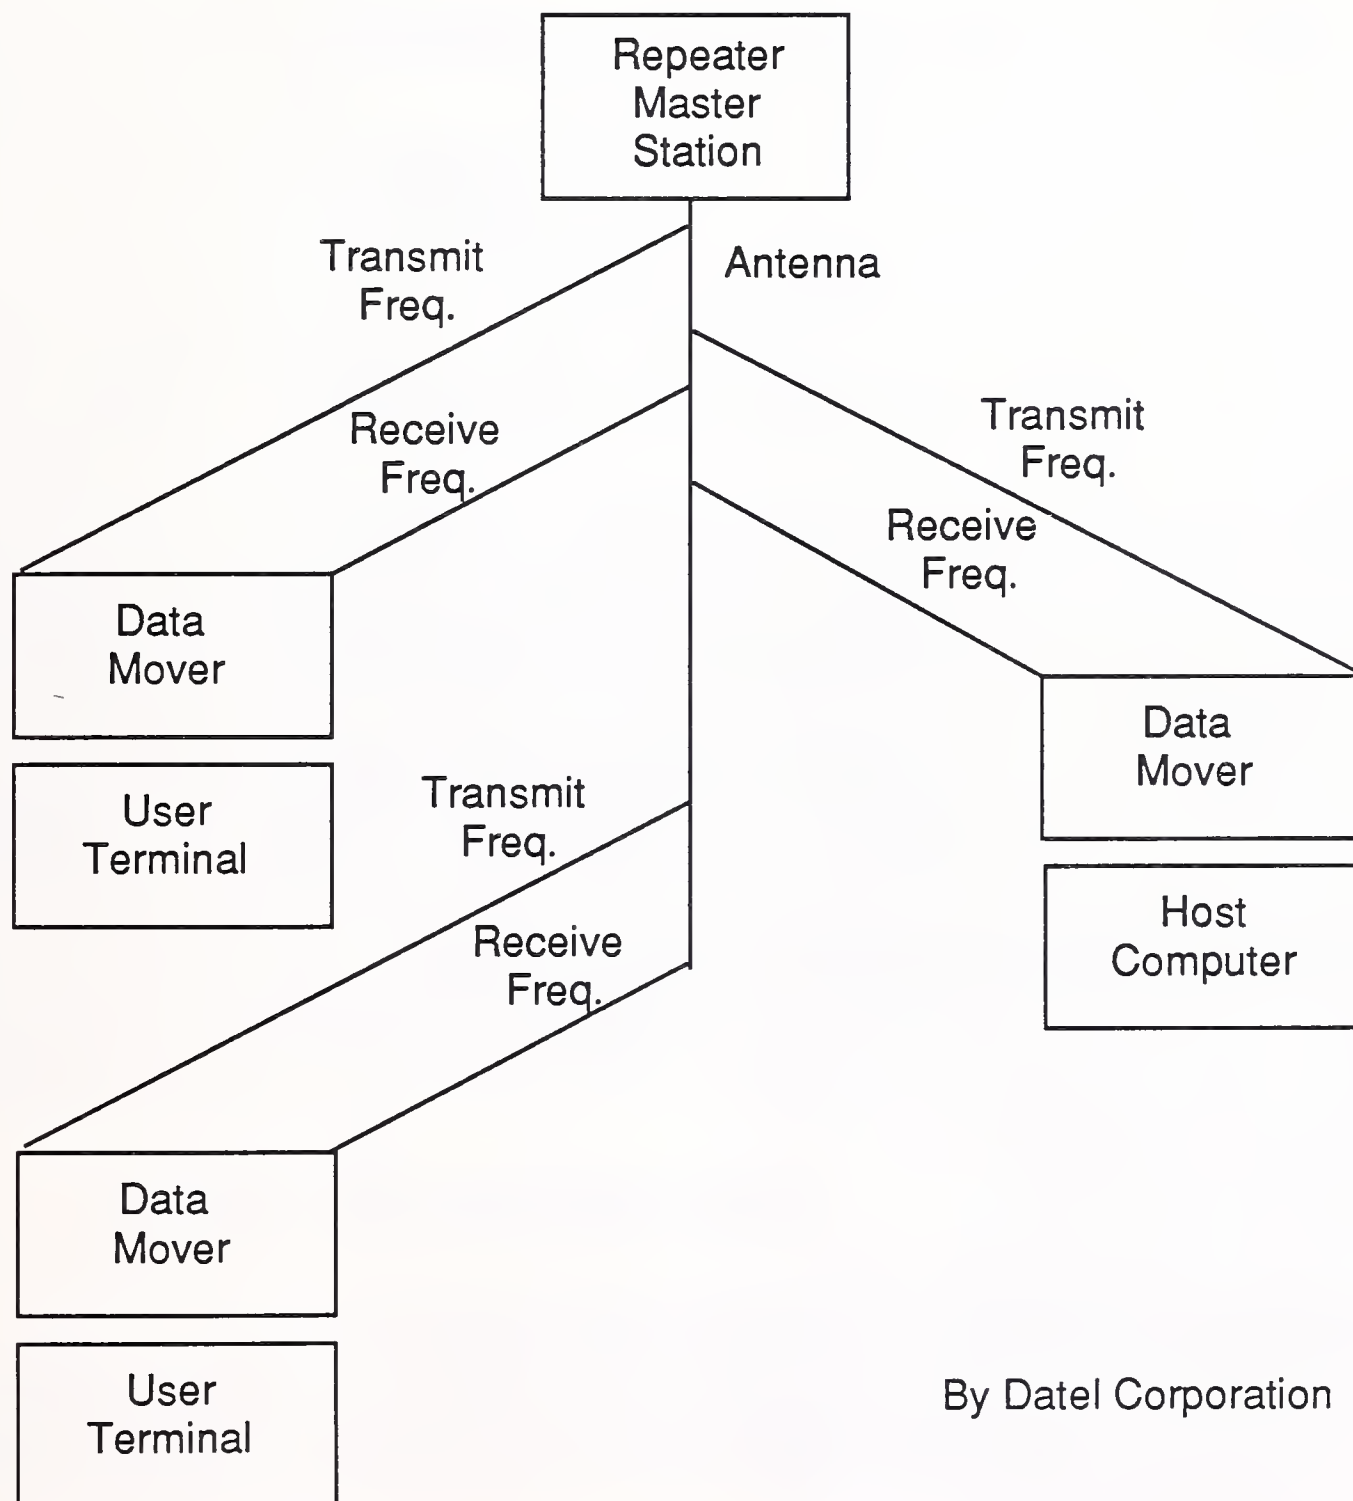 Repeater
Master
Station
Transmit
Freq.
Antenna
Receive
Freq.
Transmit
Freq.
Receive
Freq.
Data
Mover
User
Terminal
Data
Mover
Host
Computer
Transmit
Freq.
Receive
Freq.
Data
Mover
User
Terminal
By Datel Corporation